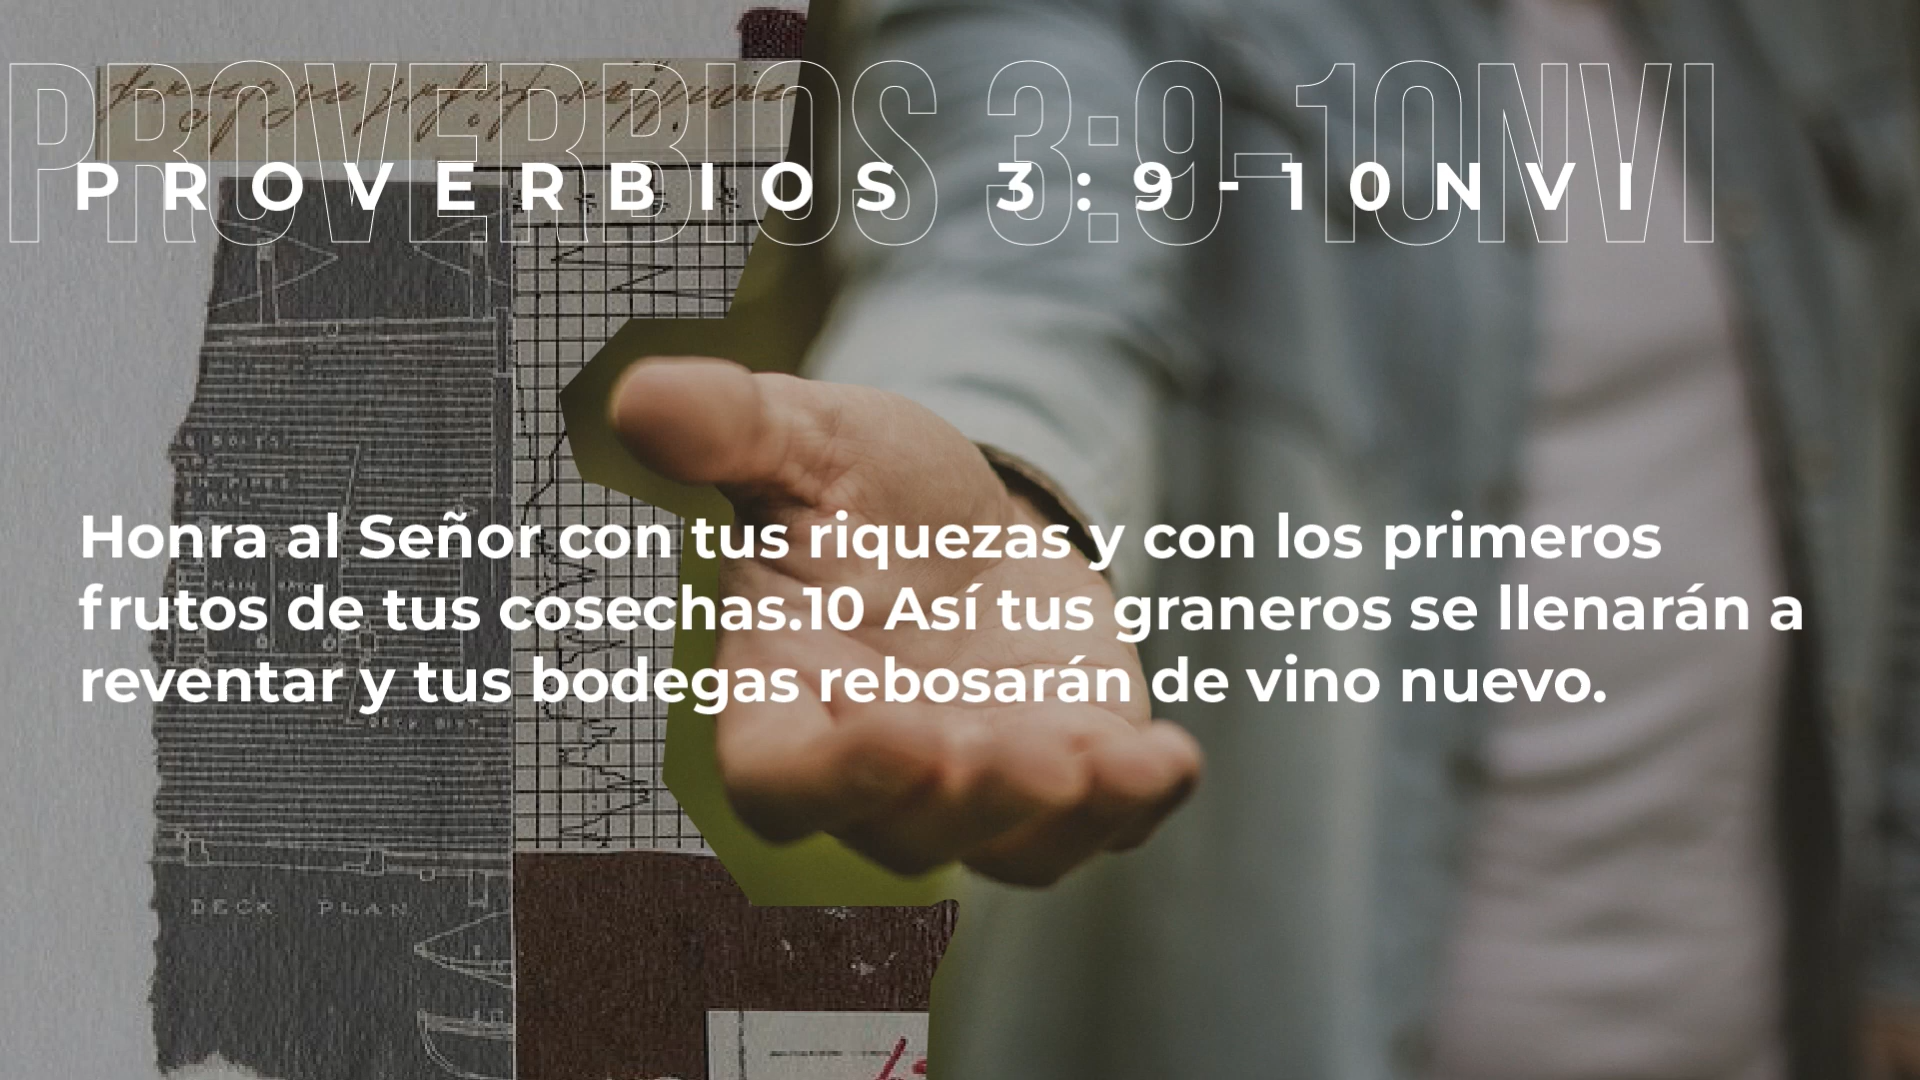 PROVERBIOS 3:9-10NVI
PROVERBIOS 3:9-10NVI
Honra al Señor con tus riquezas y con los primeros
frutos de tus cosechas.10 Así tus graneros se llenarán a
reventar y tus bodegas rebosarán de vino nuevo.
DECK PLAN